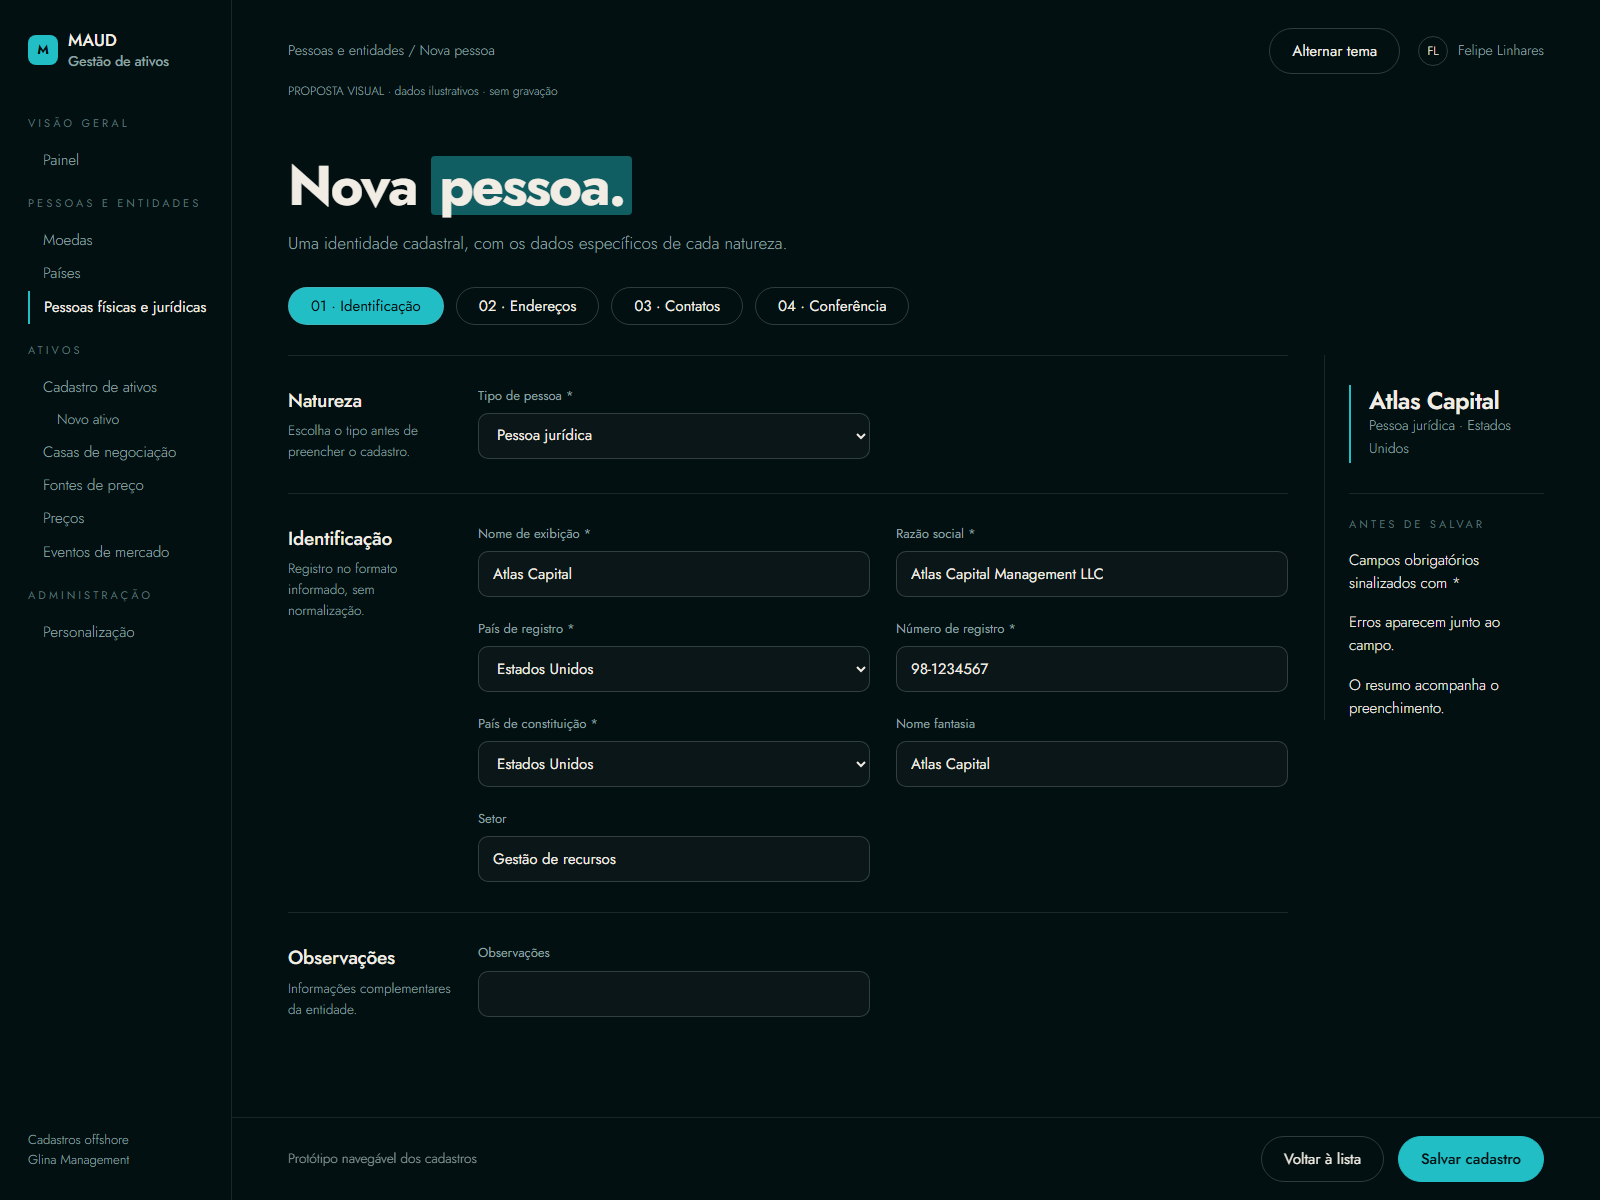 M
MAUD
Gestão de ativos
VISÃO GERAL
Painel
PESSOAS E ENTIDADES
Moedas
Países
Pessoas físicas e jurídicas
ATIVOS
Cadastro de ativos
Novo ativo
Casas de negociação
Fontes de preço
Preços
Eventos de mercado
ADMINISTRAÇÃO
Personalização
Cadastros offshore
Glina Management
Pessoas e entidades / Nova pessoa
Alternar tema
FL
Felipe Linhares
PROPOSTA VISUAL · dados ilustrativos · sem gravação
Nova pessoa.
Uma identidade cadastral, com os dados específicos de cada natureza.
01 · Identificação
02 · Endereços
03 · Contatos
04 · Conferência
Natureza
Escolha o tipo antes de
preencher o cadastro.
Tipo de pessoa *
Pessoa jurídica
Identificação
Registro no formato
informado, sem
normalização.
Nome de exibição *
Atlas Capital
Razão social *
Atlas Capital Management LLC
País de registro *
Estados Unidos
Número de registro *
98-1234567
País de constituição *
Estados Unidos
Nome fantasia
Atlas Capital
Setor
Gestão de recursos
Observações
Informações complementares
da entidade.
Observações
Atlas Capital
Pessoa jurídica · Estados
Unidos
ANTES DE SALVAR
Campos obrigatórios
sinalizados com *
Erros aparecem junto ao
campo.
O resumo acompanha o
preenchimento.
Protótipo navegável dos cadastros
Voltar à lista
Salvar cadastro